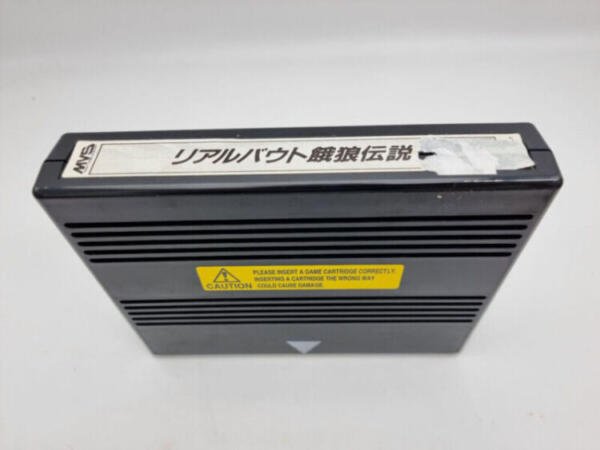 MVS
リアルバウト餓狼伝説
CAUTION
PLEASE INSERT A GAME CARTRIDGE CORRECTLY.
INSERTING A CARTRIDGE THE WRONG WAY
COULD CAUSE DAMAGE.